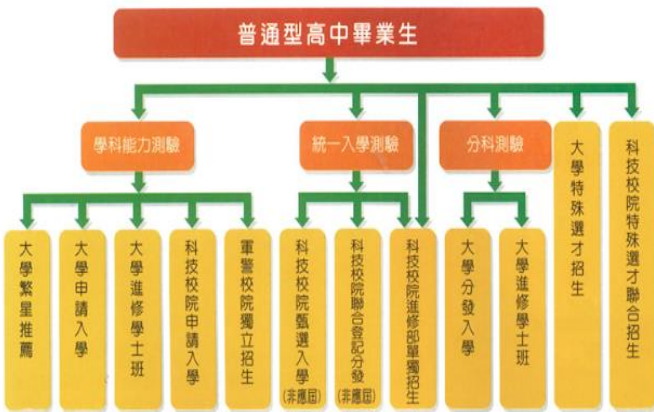 普通型高中畢業生
學科能力測驗
統一入學測驗
分科測驗
大學繁星推薦
大學申請入學
大學進修學士班
科技校院申請入學
軍警校院獨立招生
科技校院甄選入學
(非應屆)
科技校院聯合登記分發
(非應屆)
科技校院進修部單獨招生
大學分發入學
大學進修學士班
大學特殊選才招生
科技校院特殊選才聯合招生